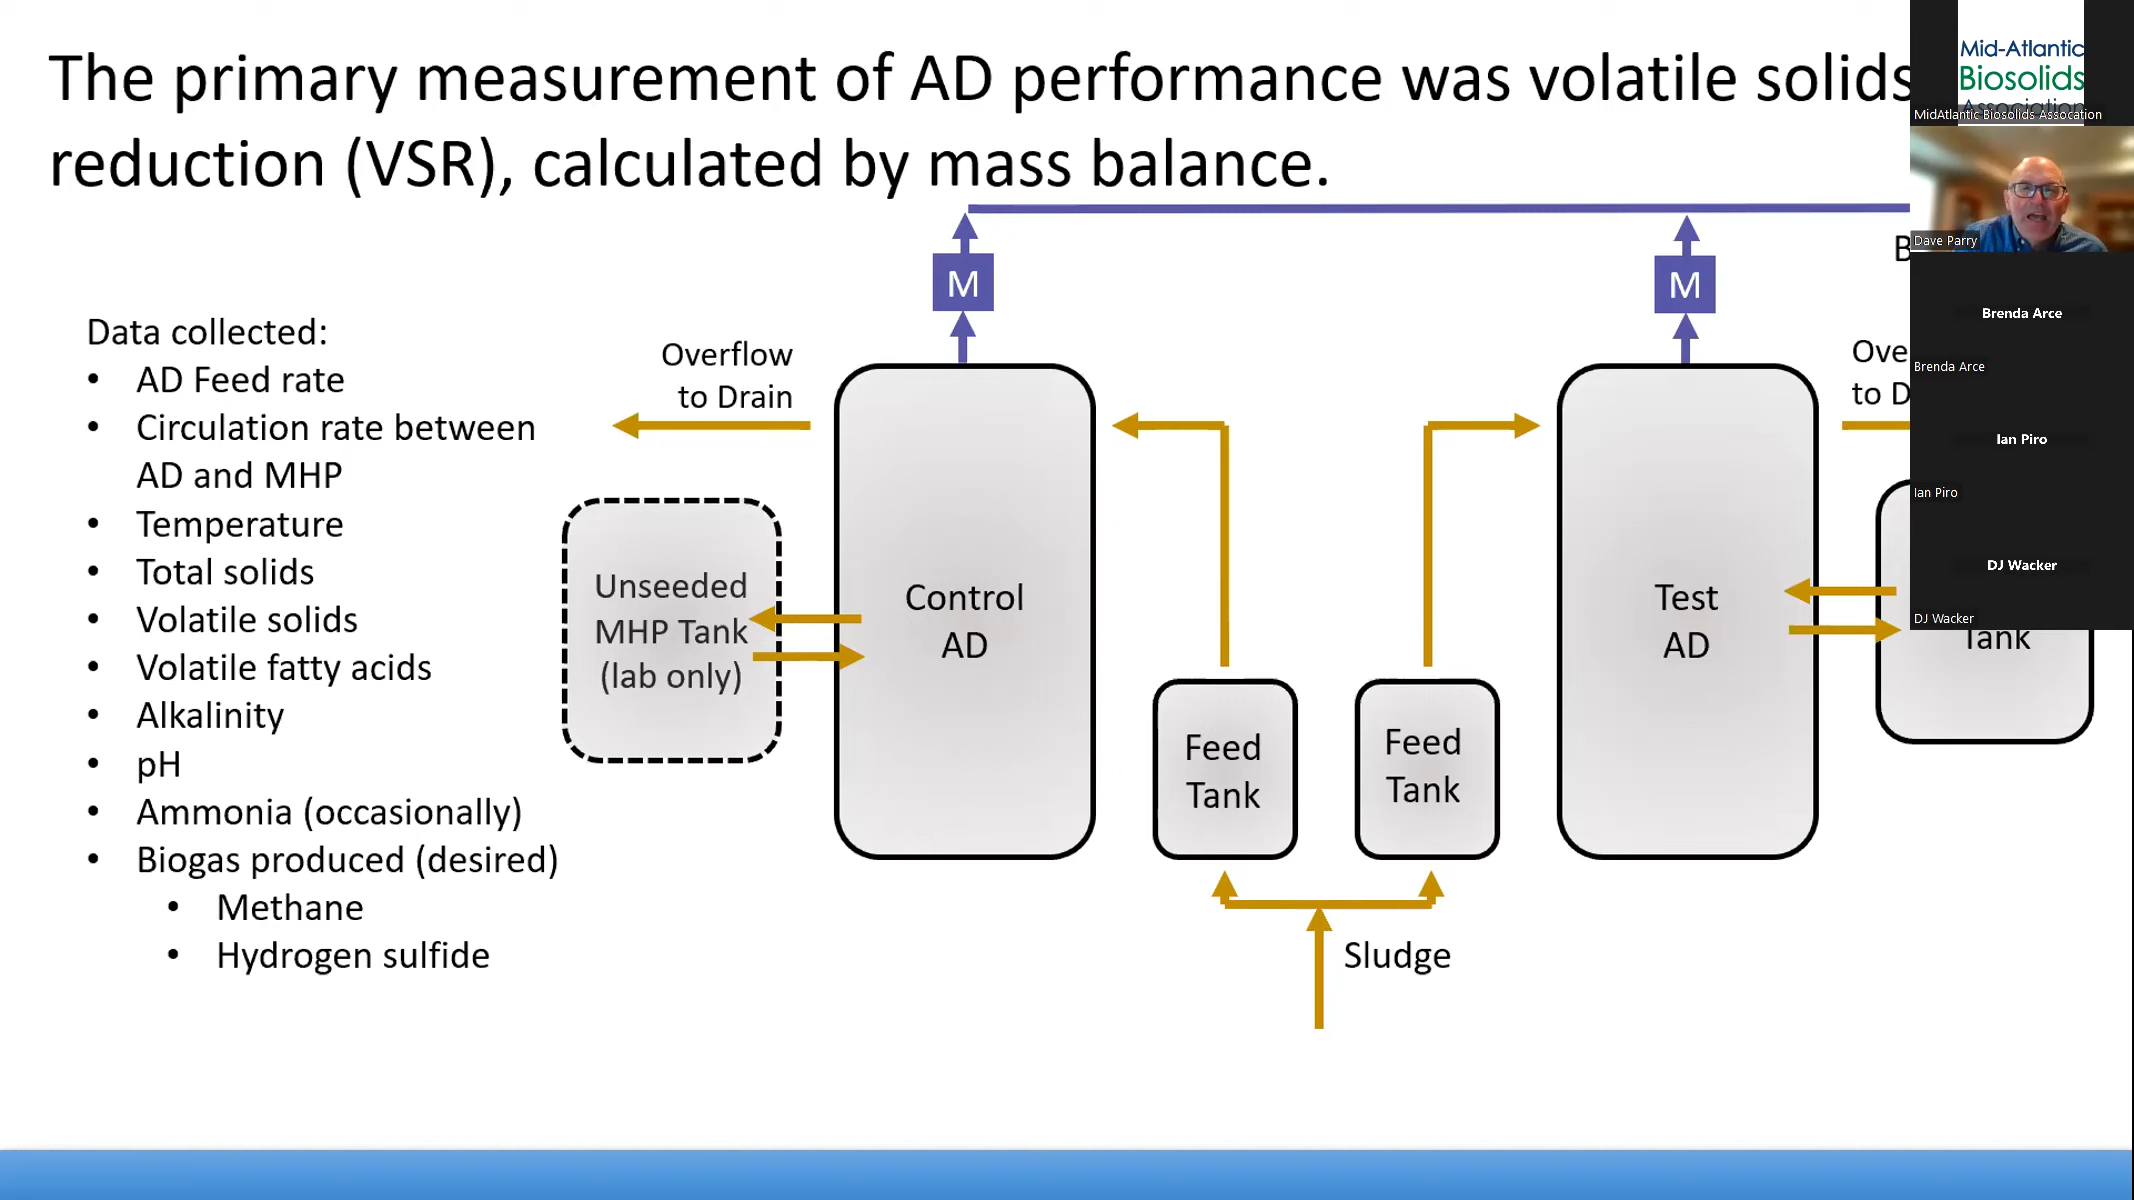 The primary measurement of AD performance was volatile solids
reduction (VSR), calculated by mass balance.
Data collected:
• AD Feed rate
• Circulation rate between
AD and MHP
• Temperature
• Total solids
• Volatile solids
• Volatile fatty acids
• Alkalinity
• pH
• Ammonia (occasionally)
• Biogas produced (desired)
• Methane
• Hydrogen sulfide
Overflow
to Drain
M
M
Unseeded
MHP Tank
(lab only)
Control
AD
Feed
Tank
Feed
Tank
Sludge
Test
AD
Tank
Mid-Atlantic
Biosolids
Association
MidAtlantic Biosolids Assocation
Dave Parry
Brenda Arce
Brenda Arce
Ian Piro
Ian Piro
DJ Wacker
DJ Wacker